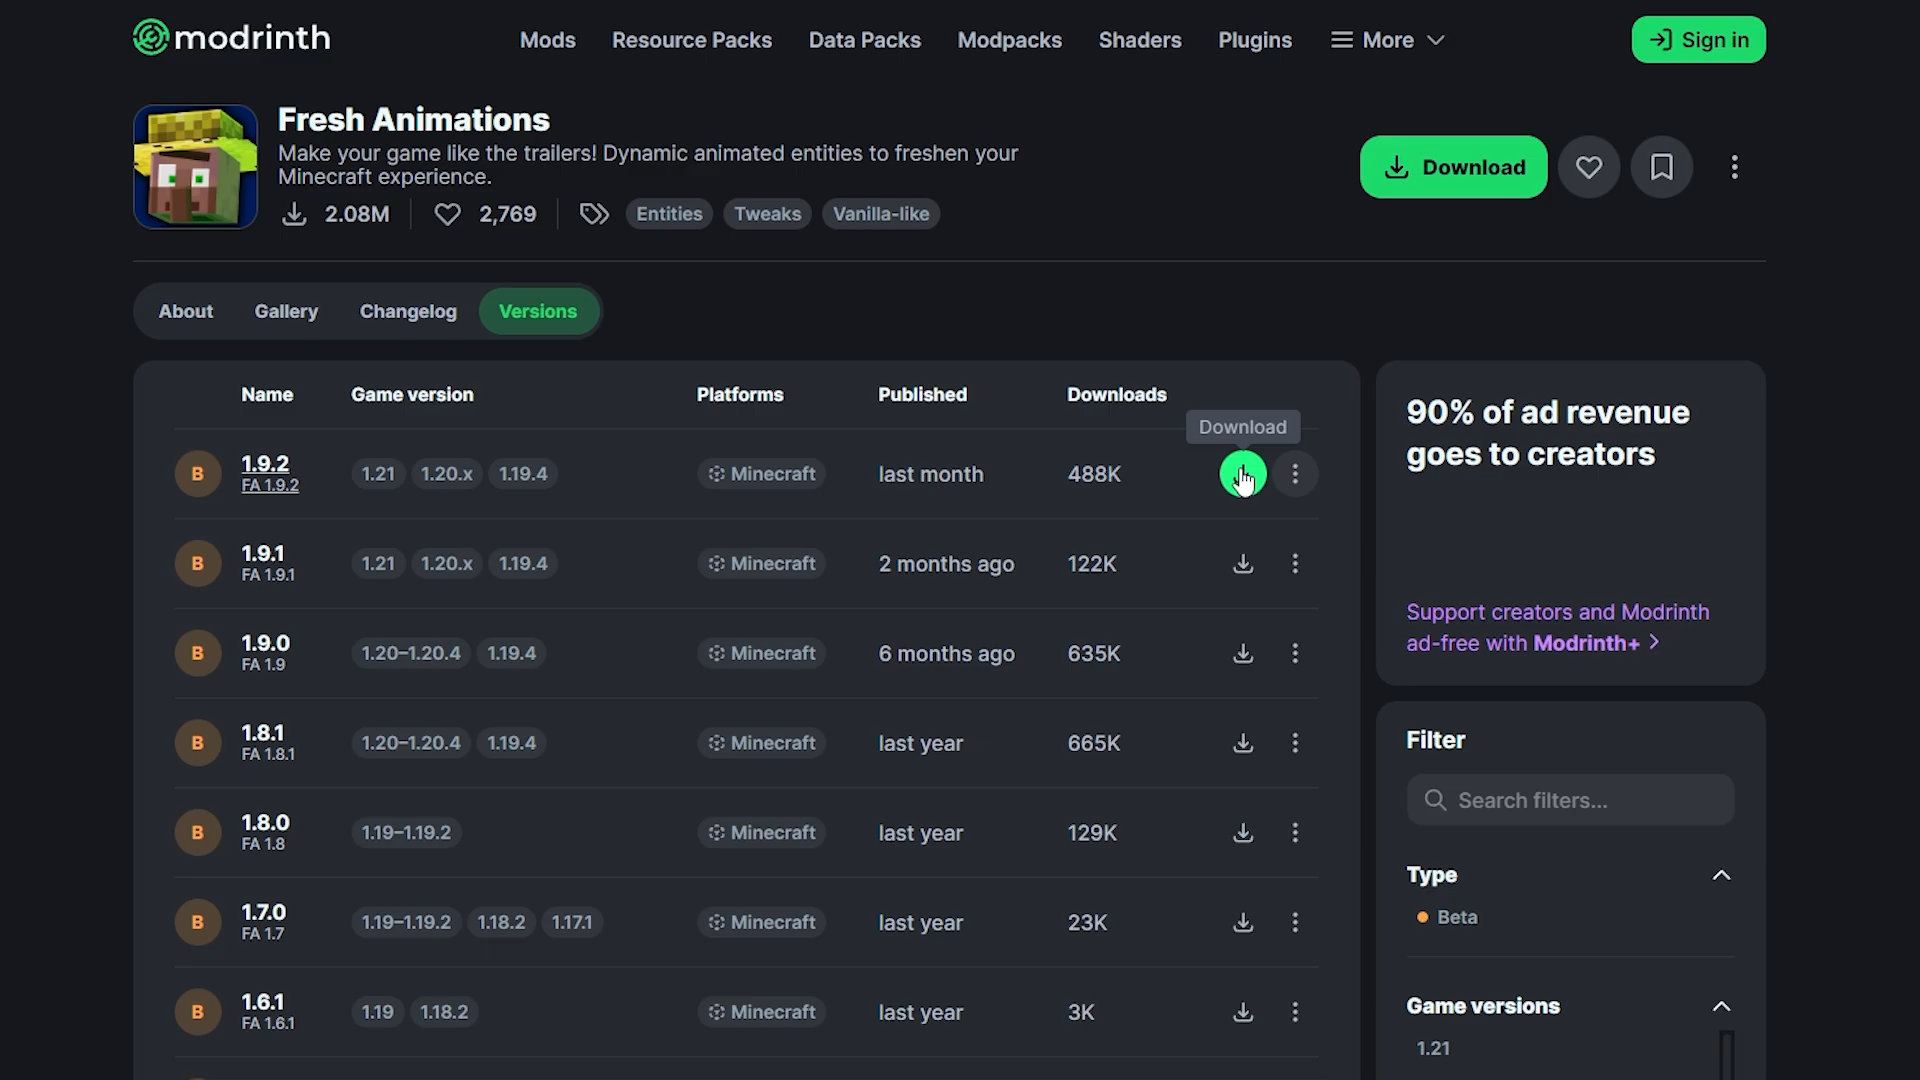 modrinth
Mods Resource Packs Data Packs Modpacks Shaders Plugins More
Sign in
Fresh Animations
Make your game like the trailers! Dynamic animated entities to freshen your
Minecraft experience.
2.08M 2,769 Entities Tweaks Vanilla-like
Download
About Gallery Changelog Versions
Name Game version Platforms Published Downloads
Download
B 1.9.2 1.21 1.20.x 1.19.4 Minecraft last month 488K
FA 1.9.2
B 1.9.1 1.21 1.20.x 1.19.4 Minecraft 2 months ago 122K
FA 1.9.1
B 1.9.0 1.20–1.20.4 1.19.4 Minecraft 6 months ago 635K
FA 1.9
B 1.8.1 1.20–1.20.4 1.19.4 Minecraft last year 665K
FA 1.8.1
B 1.8.0 1.19–1.19.2 Minecraft last year 129K
FA 1.8
B 1.7.0 1.19–1.19.2 1.18.2 1.17.1 Minecraft last year 23K
FA 1.7
B 1.6.1 1.19 1.18.2 Minecraft last year 3K
FA 1.6.1
90% of ad revenue
goes to creators
Support creators and Modrinth
ad-free with Modrinth+
Filter
Search filters...
Type
Beta
Game versions
1.21